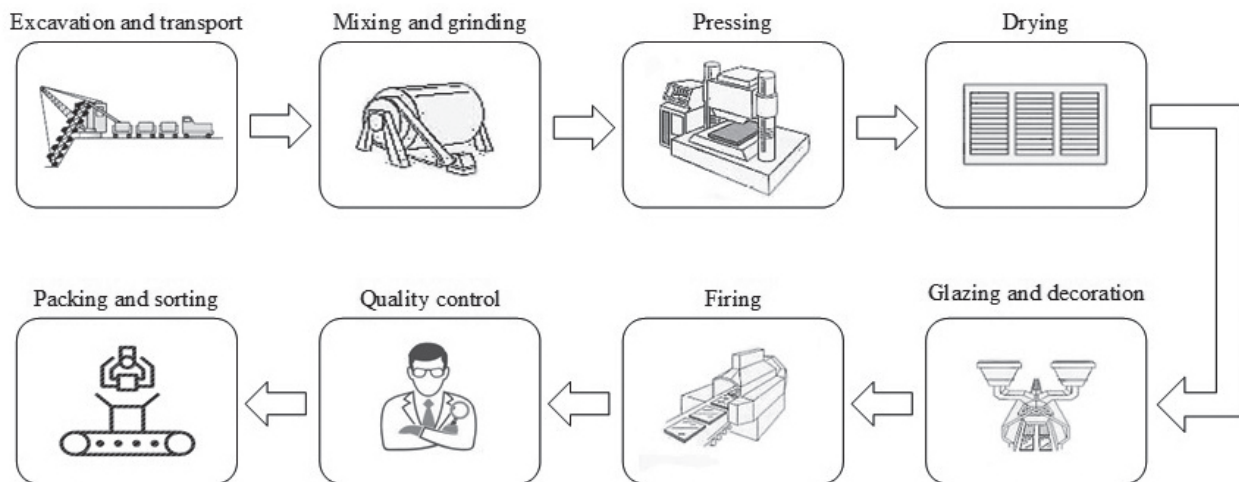 Excavation and transport
Mixing and grinding
Pressing
Drying
Glazing and decoration
Firing
Quality control
Packing and sorting